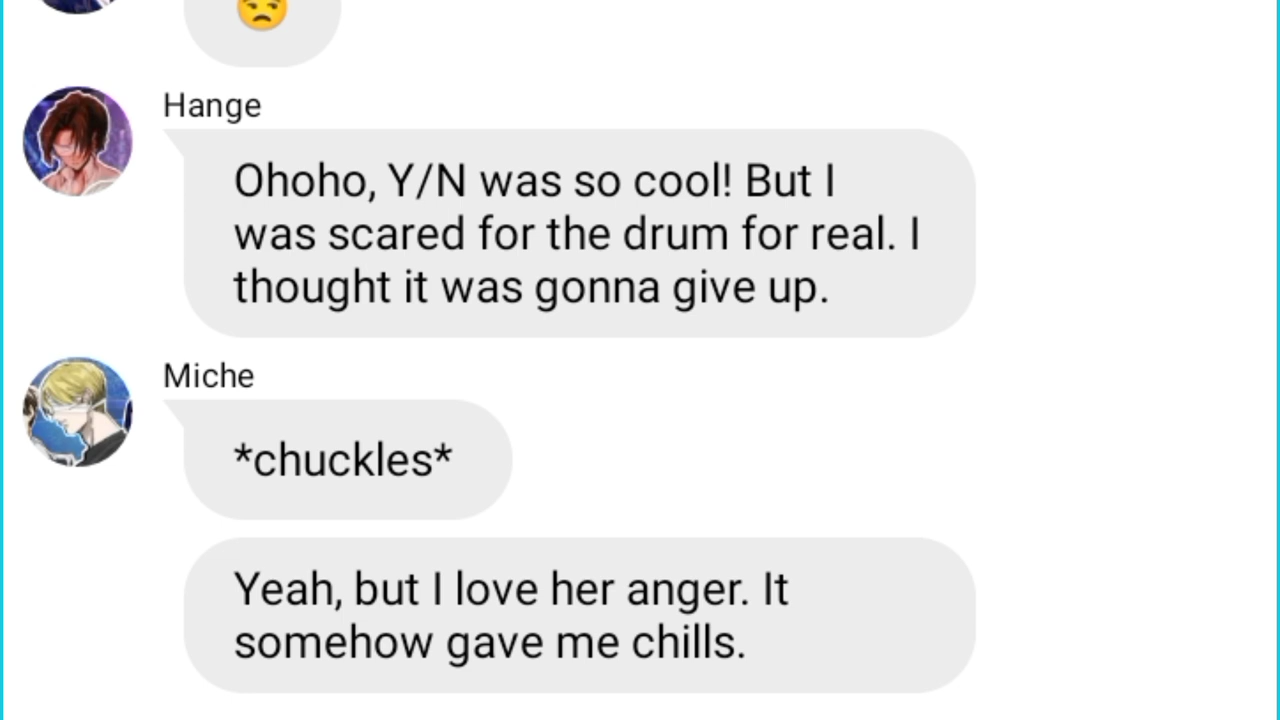 Hange
Ohoho, Y/N was so cool! But I
was scared for the drum for real. I
thought it was gonna give up.
Miche
*chuckles*
Yeah, but I love her anger. It
somehow gave me chills.